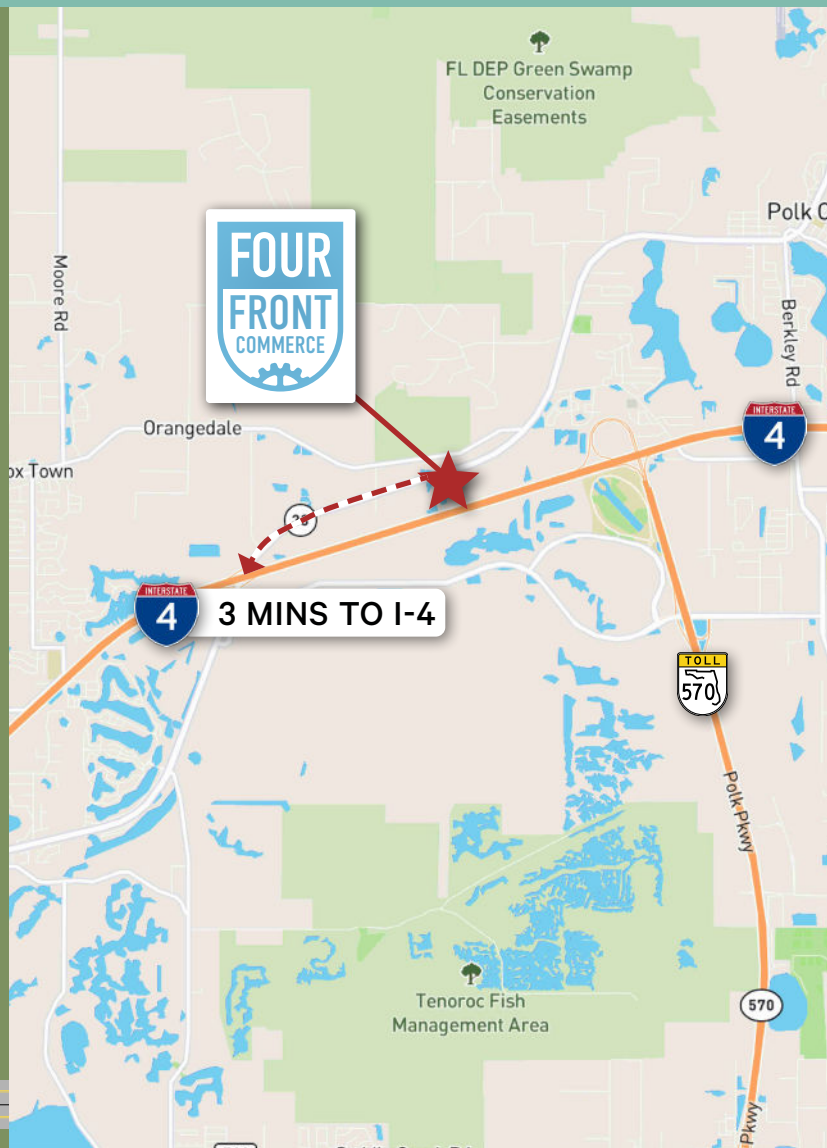 FL DEP Green Swamp
Conservation
Easements
Polk C
FOUR
FRONT
COMMERCE
Moore Rd
Berkley Rd
INTERSTATE
4
Orangedale
ox Town
INTERSTATE
4
3 MINS TO I-4
TOLL
570
Polk Pkwy
Tenoroc Fish
Management Area
570
Pkwy